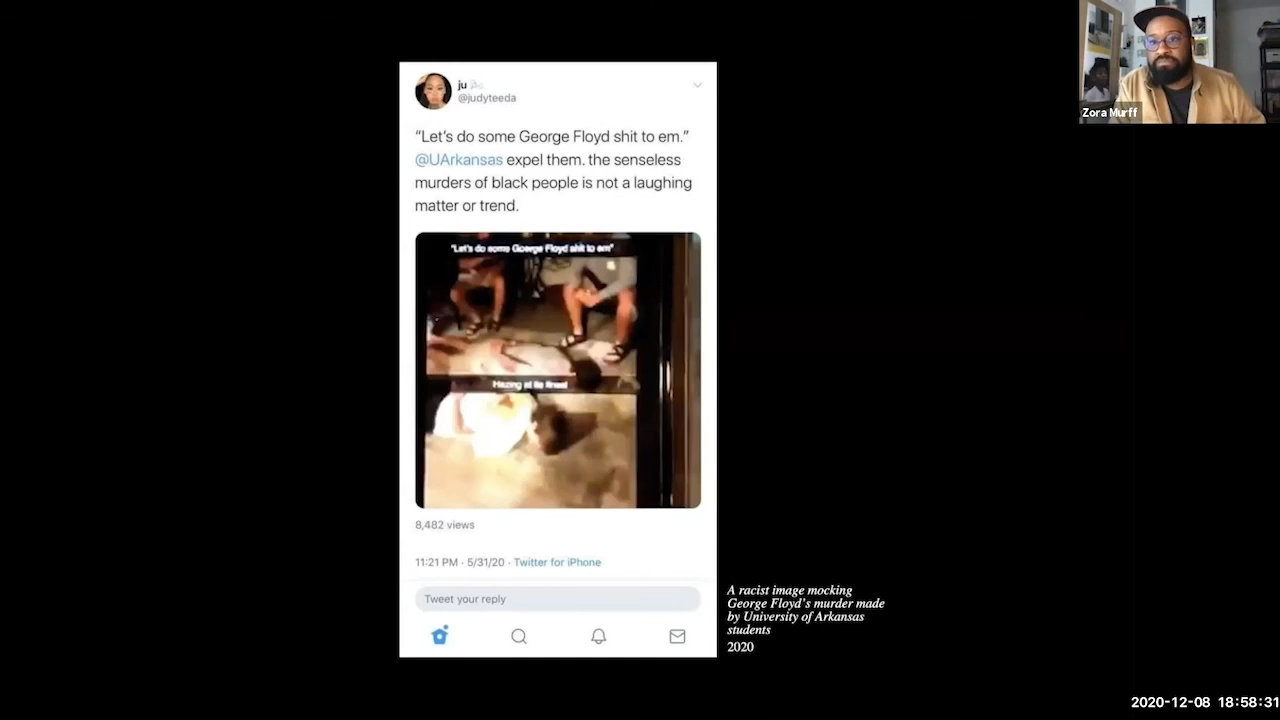 ju
@judyteeda
“Let’s do some George Floyd shit to em.”
@UArkansas expel them. the senseless
murders of black people is not a laughing
matter or trend.
"Let's do some Goerge Floyd shit to em"
Hazing at its finest
8,482 views
11:21 PM · 5/31/20 · Twitter for iPhone
Tweet your reply
A racist image mocking
George Floyd’s murder made
by University of Arkansas
students
2020
Zora Murff
2020-12-08 18:58:31